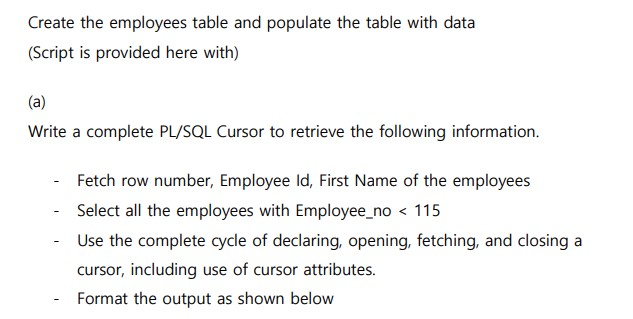 Create the employees table and populate the table with data
(Script is provided here with)
(a)
Write a complete PL/SQL Cursor to retrieve the following information.
- Fetch row number, Employee Id, First Name of the employees
- Select all the employees with Employee_no < 115
- Use the complete cycle of declaring, opening, fetching, and closing a
cursor, including use of cursor attributes.
- Format the output as shown below